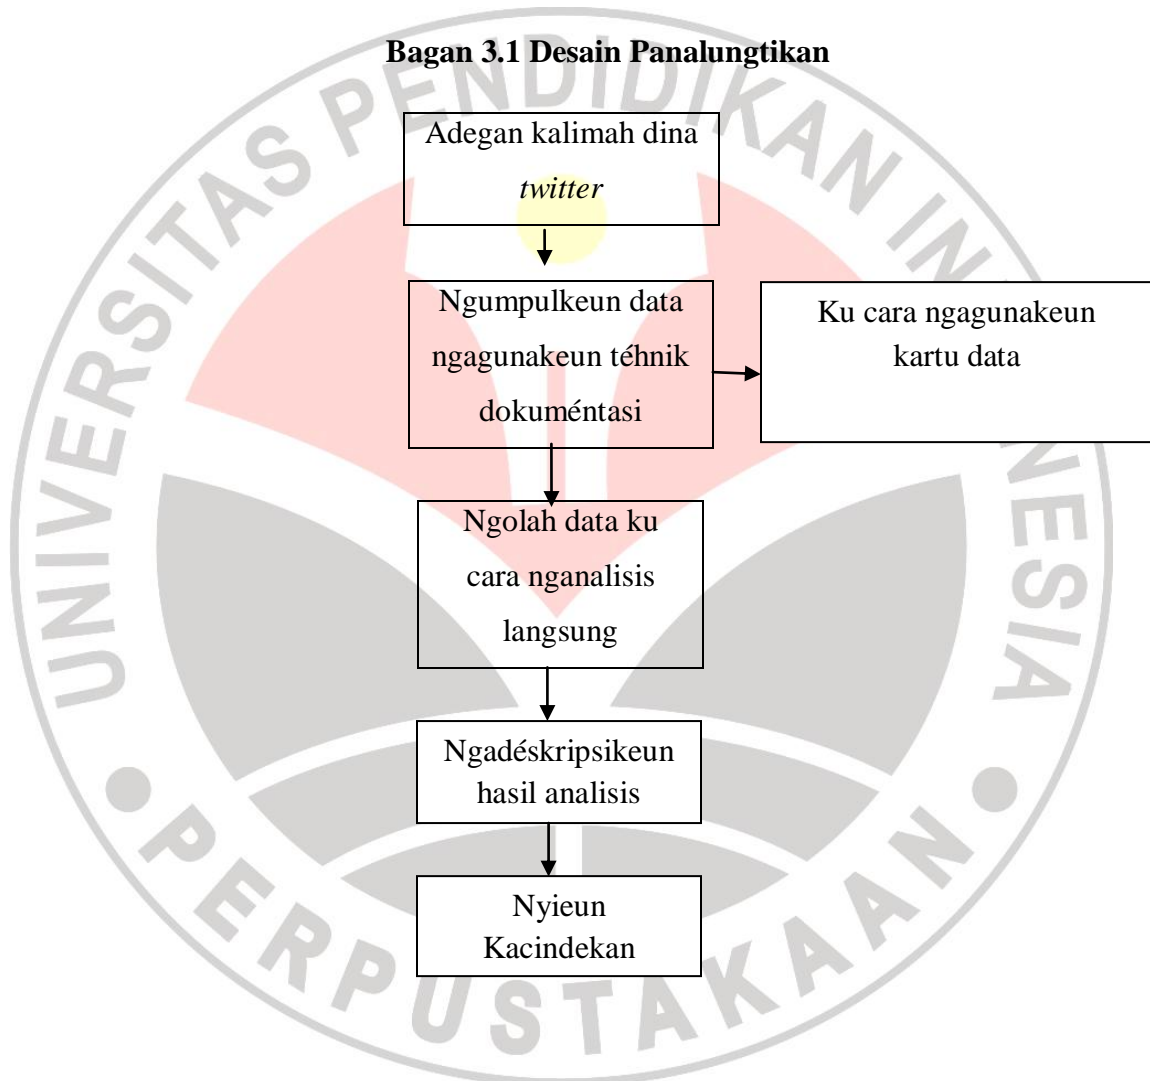 Bagan 3.1 Desain Panalungtikan
Adegan kalimah dina
twitter
Ngumpulkeun data
ngagunakeun téhnik
dokuméntasi
Ku cara ngagunakeun
kartu data
Ngolah data ku
cara nganalisis
langsung
Ngadéskripsikeun
hasil analisis
Nyieun
Kacindekan
UNIVERSITAS PENDIDIKAN INDONESIA
PERPUSTAKAAN